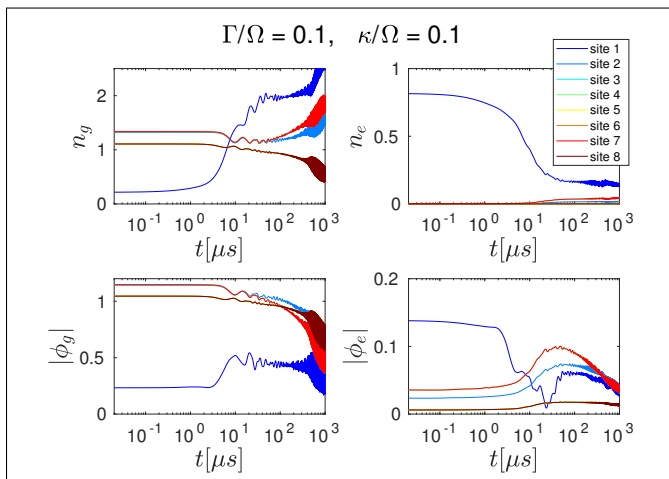 Γ/Ω = 0.1, κ/Ω = 0.1
n_g
2
1
0
10^-1 10^0 10^1 10^2 10^3
t[μs]
n_e
1
0.5
0
10^-1 10^0 10^1 10^2 10^3
t[μs]
site 1
site 2
site 3
site 4
site 5
site 6
site 7
site 8
|ϕ_g|
1
0.5
0
10^-1 10^0 10^1 10^2 10^3
t[μs]
|ϕ_e|
0.2
0.1
0
10^-1 10^0 10^1 10^2 10^3
t[μs]